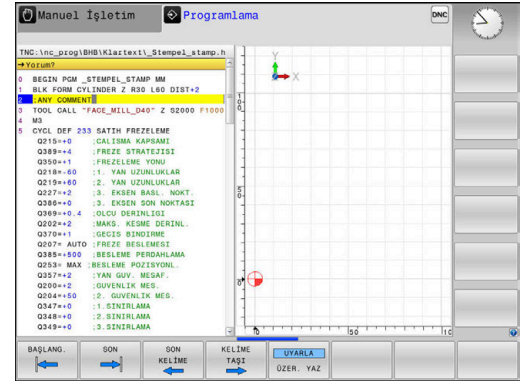 Manuel İşletim
Programlama
DNC
TNC:\nc_prog\BHB\Klartext\_Stempel_stamp.h
→Yorum?
0 BEGIN PGM _STEMPEL_STAMP MM
1 BLK FORM CYLINDER Z R30 L60 DIST+2
2 ;ANY COMMENT
3 TOOL CALL "FACE_MILL_D40" Z S2000 F1000
4 M3
5 CYCL DEF 233 SATIH FREZELEME
Q215=+0 ;CALISMA KAPSAMI
Q389=+4 ;FREZE STRATEJISI
Q350=+1 ;FREZELEME YONU
Q218=-60 ;1. YAN UZUNLUKLAR
Q219=+60 ;2. YAN UZUNLUKLAR
Q227=+2 ;3. EKSEN BASL. NOKT.
Q386=+0 ;3. EKSEN SON NOKTASI
Q369=+0.4 ;OLCU DERINLIGI
Q202=+2 ;MAKS. KESME DERINL.
Q370=+1 ;GECIS BINDIRME
Q207= AUTO ;FREZE BESLEMESI
Q385=+500 ;BESLEME PERDAHLAMA
Q253= MAX ;BESLEME POZISYONL.
Q357=+2 ;YAN GUV. MESAF.
Q200=+2 ;GUVENLIK MES.
Q204=+50 ;2. GUVENLIK MES.
Q347=+0 ;1.SINIRLAMA
Q348=+0 ;2.SINIRLAMA
Q349=+0 ;3.SINIRLAMA
Y
X
100
50
0
0
50
10
BAŞLANG.
SON
SON KELİME
KELİME TAŞI
UYARLA
ÜZER. YAZ